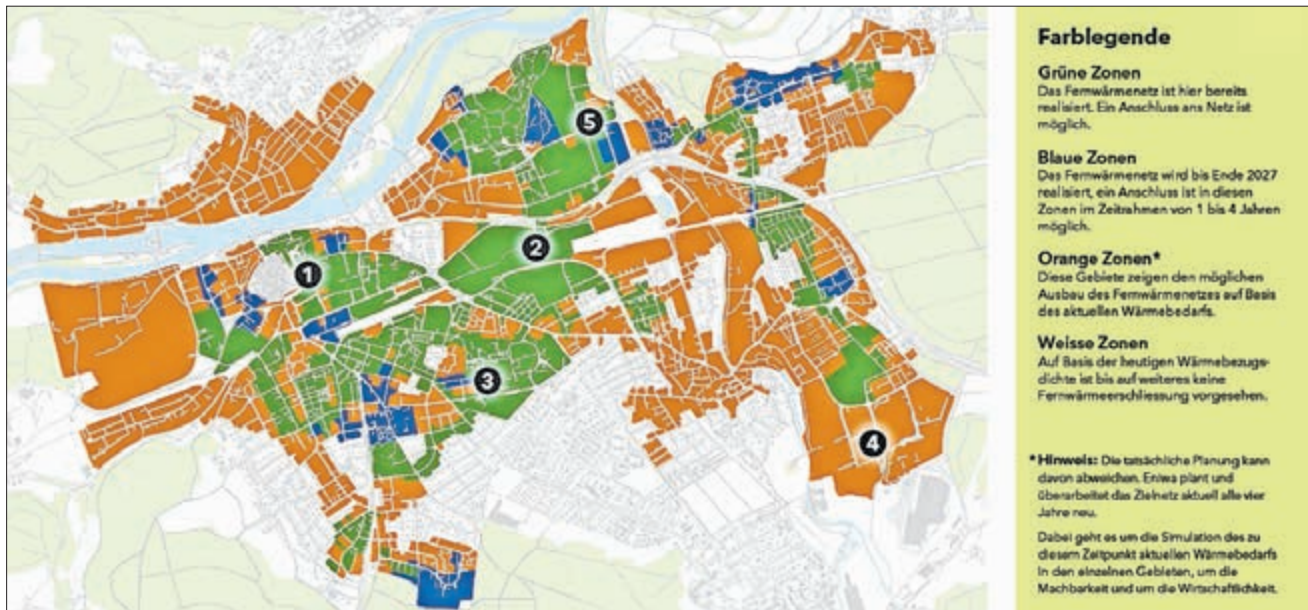 Farblegende
Grüne Zonen
Das Fernwärmenetz ist hier bereits
realisiert. Ein Anschluss ans Netz ist
möglich.
Blaue Zonen
Das Fernwärmenetz wird bis Ende 2027
realisiert, ein Anschluss ist in diesen
Zonen im Zeitrahmen von 1 bis 4 Jahren
möglich.
Orange Zonen*
Diese Gebiete zeigen den möglichen
Ausbau des Fernwärmenetzes auf Basis
des aktuellen Wärmebedarfs.
Weisse Zonen
Auf Basis der heutigen Wärmebezugs-
dichte ist bis auf weiteres keine
Fernwärmeerschliessung vorgesehen.
*Hinweis: Die tatsächliche Planung kann
davon abweichen. Eniwa plant und
überarbeitet das Zielnetz aktuell alle vier
Jahre neu.
Dabei geht es um die Simulation des zu
diesem Zeitpunkt aktuellen Wärmebedarfs
in den einzelnen Gebieten, um die
Machbarkeit und um die Wirtschaftlichkeit.
5
2
1
3
4